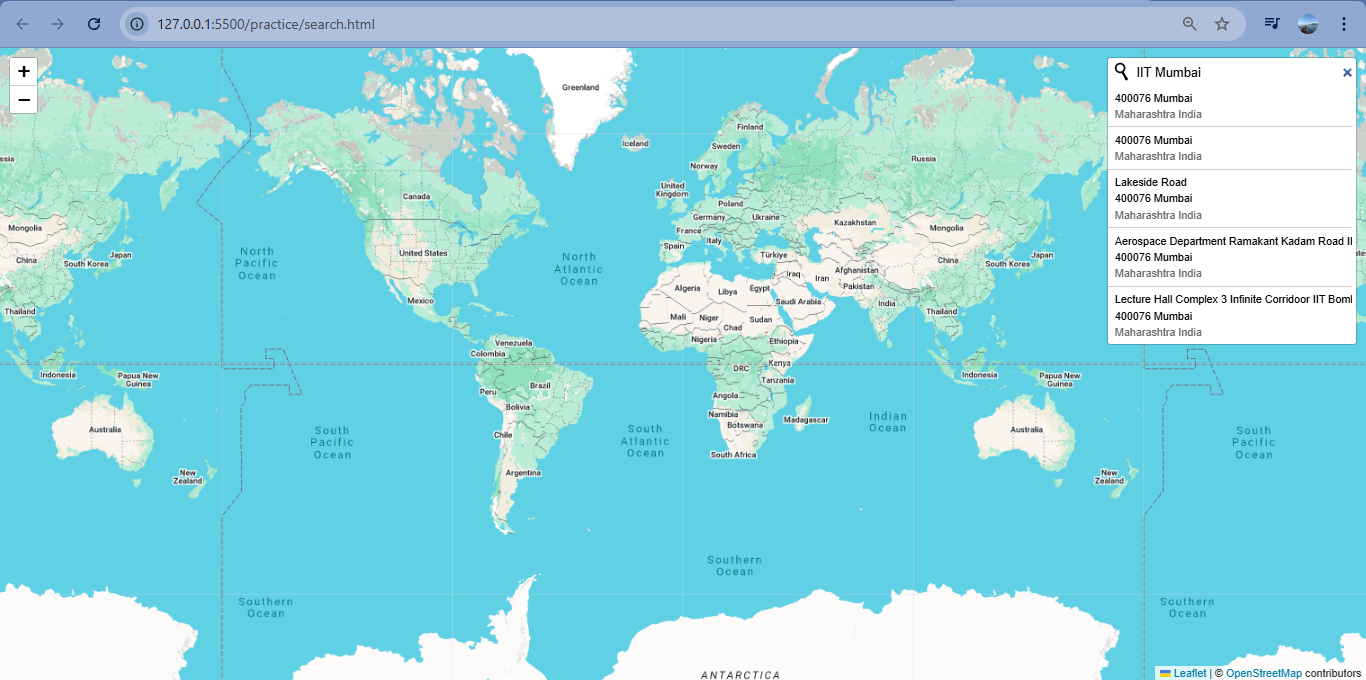 127.0.0.1:5500/practice/search.html
+
−
IIT Mumbai
×
400076 Mumbai
Maharashtra India
400076 Mumbai
Maharashtra India
Lakeside Road
400076 Mumbai
Maharashtra India
Aerospace Department Ramakant Kadam Road II
400076 Mumbai
Maharashtra India
Lecture Hall Complex 3 Infinite Corridoor IIT Boml
400076 Mumbai
Maharashtra India
Greenland
Iceland
Finland
Sweden
Norway
Russia
ssia
United
Kingdom
Canada
Poland
Germany
Ukraine
France
Italy
Spain
Kazakhstan
Mongolia
Mongolia
North
Pacific
Ocean
United States
North
Atlantic
Ocean
Türkiye
China
South Korea
Japan
Iraq
Iran
Afghanistan
Pakistan
China
South Korea
Japan
Algeria
Libya
Egypt
Saudi Arabia
India
Mexico
Thailand
Mali
Niger
Chad
Sudan
Thailand
Nigeria
Ethiopia
Venezuela
Colombia
DRC
Kenya
Indonesia
Papua New
Guinea
Peru
Brazil
Tanzania
Indonesia
Papua New
Guinea
Bolivia
Angola
Namibia
Botswana
Madagascar
Indian
Ocean
Australia
South
Pacific
Ocean
Chile
South
Atlantic
Ocean
South Africa
Australia
South
Pacific
Ocean
New
Zealand
Argentina
New
Zealand
Southern
Ocean
Southern
Ocean
Southern
Ocean
ANTARCTICA
Leaflet | © OpenStreetMap contributors